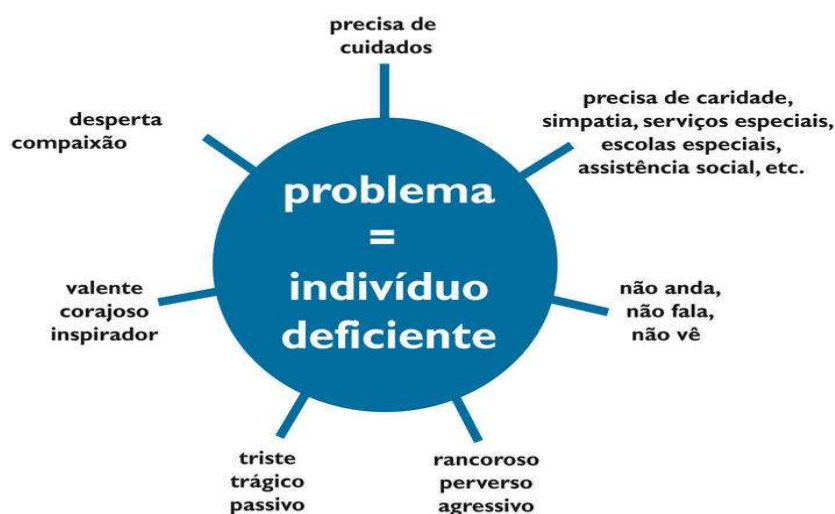 precisa de
cuidados
desperta
compaixão
precisa de caridade,
simpatia, serviços especiais,
escolas especiais,
assistência social, etc.
problema
=
indivíduo
deficiente
valente
corajoso
inspirador
não anda,
não fala,
não vê
triste
trágico
passivo
rancoroso
perverso
agressivo